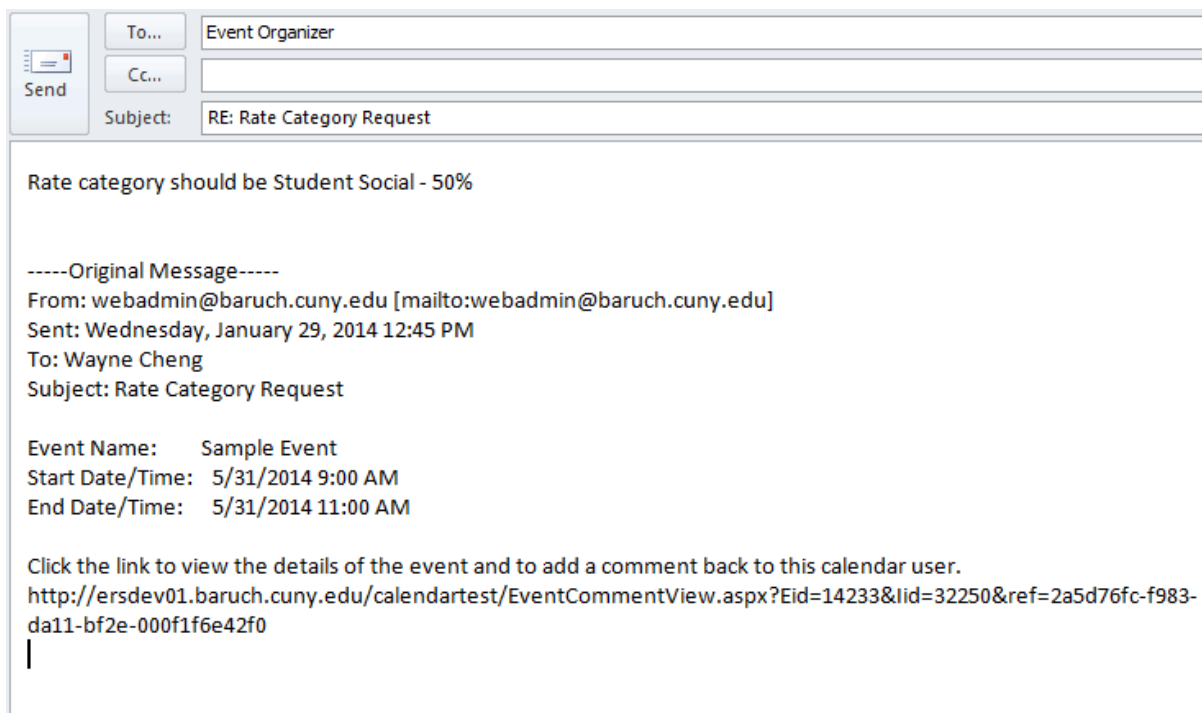 To...
Event Organizer
Send
Cc...
Subject:
RE: Rate Category Request
Rate category should be Student Social - 50%
-----Original Message-----
From: webadmin@baruch.cuny.edu [mailto:webadmin@baruch.cuny.edu]
Sent: Wednesday, January 29, 2014 12:45 PM
To: Wayne Cheng
Subject: Rate Category Request
Event Name: Sample Event
Start Date/Time: 5/31/2014 9:00 AM
End Date/Time: 5/31/2014 11:00 AM
Click the link to view the details of the event and to add a comment back to this calendar user.
http://ersdev01.baruch.cuny.edu/calendartest/EventCommentView.aspx?Eid=14233&Iid=32250&ref=2a5d76fc-f983-
da11-bf2e-000f1f6e42f0